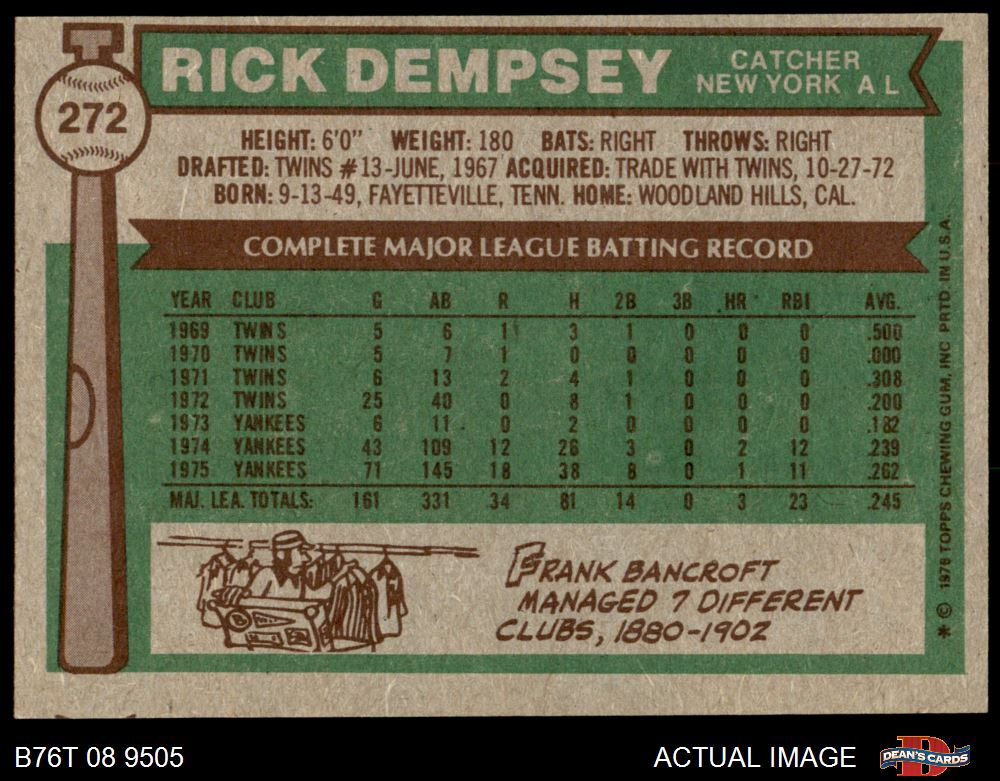 272
RICK DEMPSEY
CATCHER
NEW YORK A L
HEIGHT: 6'0" WEIGHT: 180 BATS: RIGHT THROWS: RIGHT
DRAFTED: TWINS #13-JUNE, 1967 ACQUIRED: TRADE WITH TWINS, 10-27-72
BORN: 9-13-49, FAYETTEVILLE, TENN. HOME: WOODLAND HILLS, CAL.
COMPLETE MAJOR LEAGUE BATTING RECORD
YEAR CLUB G AB R H 2B 3B HR RBI AVG.
1969 TWINS 5 6 1 3 1 0 0 0 .500
1970 TWINS 5 7 1 0 0 0 0 0 .000
1971 TWINS 6 13 2 4 1 0 0 0 .308
1972 TWINS 25 40 0 8 1 0 0 0 .200
1973 YANKEES 6 11 0 2 0 0 0 0 .182
1974 YANKEES 43 109 12 26 3 0 2 12 .239
1975 YANKEES 71 145 18 38 8 0 1 11 .262
MAJ. LEA. TOTALS: 161 331 34 81 14 0 3 23 .245
FRANK BANCROFT
MANAGED 7 DIFFERENT
CLUBS, 1880-1902
* © 1976 TOPPS CHEWING GUM, INC PRTD. IN U.S.A.
B76T 08 9505
ACTUAL IMAGE
DEAN'S CARDS